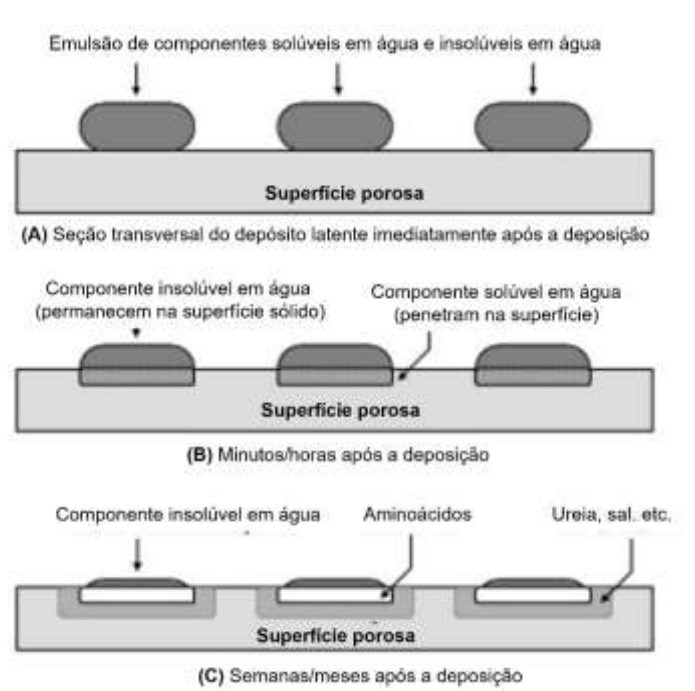 Emulsão de componentes solúveis em água e insolúveis em água
Superfície porosa
(A) Seção transversal do depósito latente imediatamente após a deposição
Componente insolúvel em água
(permanecem na superfície sólido)
Componente solúvel em água
(penetram na superfície)
Superfície porosa
(B) Minutos/horas após a deposição
Componente insolúvel em água
Aminoácidos
Ureia, sal. etc.
Superfície porosa
(C) Semanas/meses após a deposição